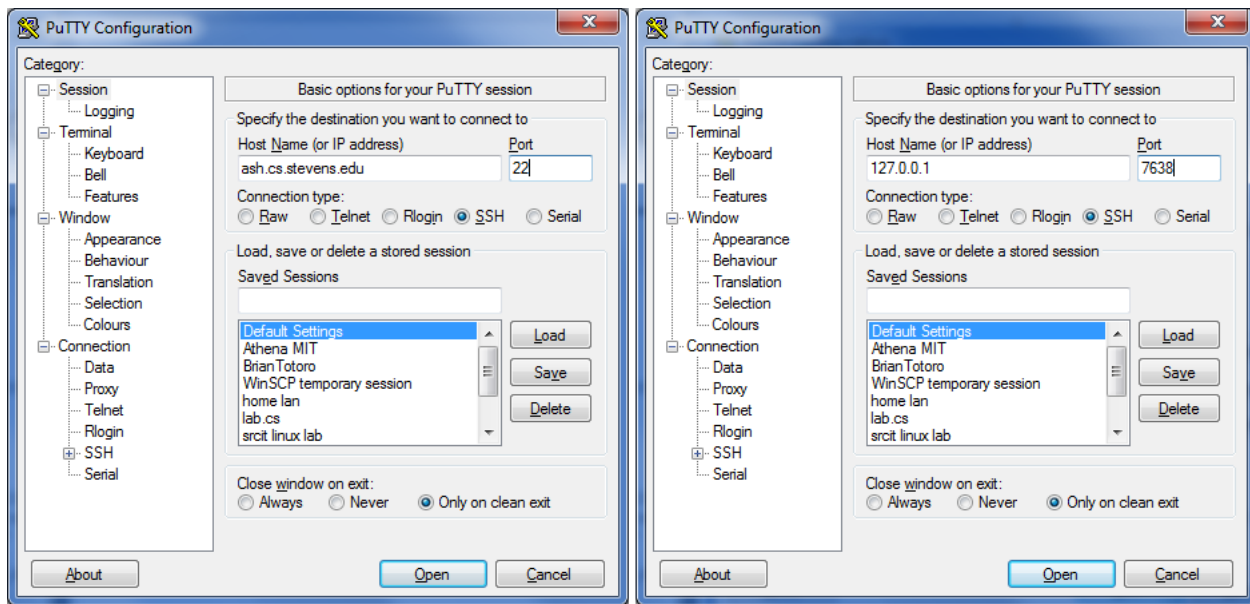 PuTTY Configuration
Category:
Session
Logging
Terminal
Keyboard
Bell
Features
Window
Appearance
Behaviour
Translation
Selection
Colours
Connection
Data
Proxy
Telnet
Rlogin
SSH
Serial
Basic options for your PuTTY session
Specify the destination you want to connect to
Host Name (or IP address) Port
ash.cs.stevens.edu 22
Connection type:
Raw Telnet Rlogin SSH Serial
Load, save or delete a stored session
Saved Sessions
Default Settings
Athena MIT
BrianTotoro
WinSCP temporary session
home lan
lab.cs
srcit linux lab
Load
Save
Delete
Close window on exit:
Always Never Only on clean exit
About Open Cancel
PuTTY Configuration
Category:
Session
Logging
Terminal
Keyboard
Bell
Features
Window
Appearance
Behaviour
Translation
Selection
Colours
Connection
Data
Proxy
Telnet
Rlogin
SSH
Serial
Basic options for your PuTTY session
Specify the destination you want to connect to
Host Name (or IP address) Port
127.0.0.1 7638
Connection type:
Raw Telnet Rlogin SSH Serial
Load, save or delete a stored session
Saved Sessions
Default Settings
Athena MIT
BrianTotoro
WinSCP temporary session
home lan
lab.cs
srcit linux lab
Load
Save
Delete
Close window on exit:
Always Never Only on clean exit
About Open Cancel